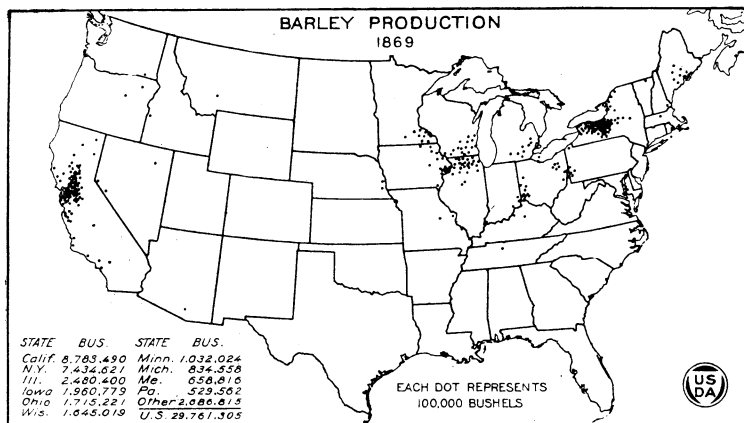 BARLEY PRODUCTION
1869
STATE BUS. STATE BUS.
Calif. 8,783,490 Minn. 1,032,024
N.Y. 7,434,621 Mich. 834,558
Ill. 2,480,400 Me. 658,816
Iowa 1,960,779 Pa. 529,562
Ohio 1,715,221 Other 2,686,815
Wis. 1,645,019 U.S. 29,761,305
EACH DOT REPRESENTS
100,000 BUSHELS
US
DA